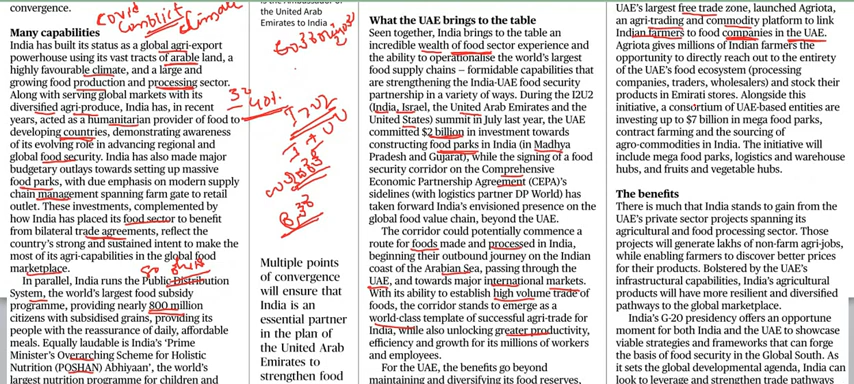 convergence.
covid
conflict
climate
Many capabilities
India has built its status as a global agri-export
powerhouse using its vast tracts of arable land, a
highly favourable climate, and a large and
growing food production and processing sector.
Along with serving global markets with its
diversified agri-produce, India has, in recent
years, acted as a humanitarian provider of food to
developing countries, demonstrating awareness
of its evolving role in advancing regional and
global food security. India has also made major
budgetary outlays towards setting up massive
food parks, with due emphasis on modern supply
chain management spanning farm gate to retail
outlet. These investments, complemented by
how India has placed its food sector to benefit
from bilateral trade agreements, reflect the
country's strong and sustained intent to make the
most of its agri-capabilities in the global food
marketplace.
In parallel, India runs the Public Distribution
System, the world's largest food subsidy
programme, providing nearly 800 million
citizens with subsidised grains, providing its
people with the reassurance of daily, affordable
meals. Equally laudable is India's 'Prime
Minister's Overarching Scheme for Holistic
Nutrition (POSHAN) Abhiyaan', the world's
largest nutrition programme for children and
is the Ambassador of
the United Arab
Emirates to India
I2U2
Multiple points
of convergence
will ensure that
India is an
essential partner
in the plan of
the United Arab
Emirates to
strengthen food
What the UAE brings to the table
Seen together, India brings to the table an
incredible wealth of food sector experience and
the ability to operationalise the world's largest
food supply chains – formidable capabilities that
are strengthening the India-UAE food security
partnership in a variety of ways. During the I2U2
(India, Israel, the United Arab Emirates and the
United States) summit in July last year, the UAE
committed $2 billion in investment towards
constructing food parks in India (in Madhya
Pradesh and Gujarat), while the signing of a food
security corridor on the Comprehensive
Economic Partnership Agreement (CEPA)'s
sidelines (with logistics partner DP World) has
taken forward India's envisioned presence on the
global food value chain, beyond the UAE.
The corridor could potentially commence a
route for foods made and processed in India,
beginning their outbound journey on the Indian
coast of the Arabian Sea, passing through the
UAE, and towards major international markets.
With its ability to establish high volume trade of
foods, the corridor stands to emerge as a
world-class template of successful agri-trade for
India, while also unlocking greater productivity,
efficiency and growth for its millions of workers
and employees.
For the UAE, the benefits go beyond
maintaining and diversifying its food reserves,
UAE's largest free trade zone, launched Agriota,
an agri-trading and commodity platform to link
Indian farmers to food companies in the UAE.
Agriota gives millions of Indian farmers the
opportunity to directly reach out to the entirety
of the UAE's food ecosystem (processing
companies, traders, wholesalers) and stock their
products in Emirati stores. Alongside this
initiative, a consortium of UAE-based entities are
investing up to $7 billion in mega food parks,
contract farming and the sourcing of
agro-commodities in India. The initiative will
include mega food parks, logistics and warehouse
hubs, and fruits and vegetable hubs.
The benefits
There is much that India stands to gain from the
UAE's private sector projects spanning its
agricultural and food processing sector. Those
projects will generate lakhs of non-farm agri-jobs,
while enabling farmers to discover better prices
for their products. Bolstered by the UAE's
infrastructural capabilities, India's agricultural
products will have more resilient and diversified
pathways to the global marketplace.
India's G-20 presidency offers an opportune
moment for both India and the UAE to showcase
viable strategies and frameworks that can forge
the basis of food security in the Global South. As
it sets the global developmental agenda, India can
look to leverage and strengthen trade pathways